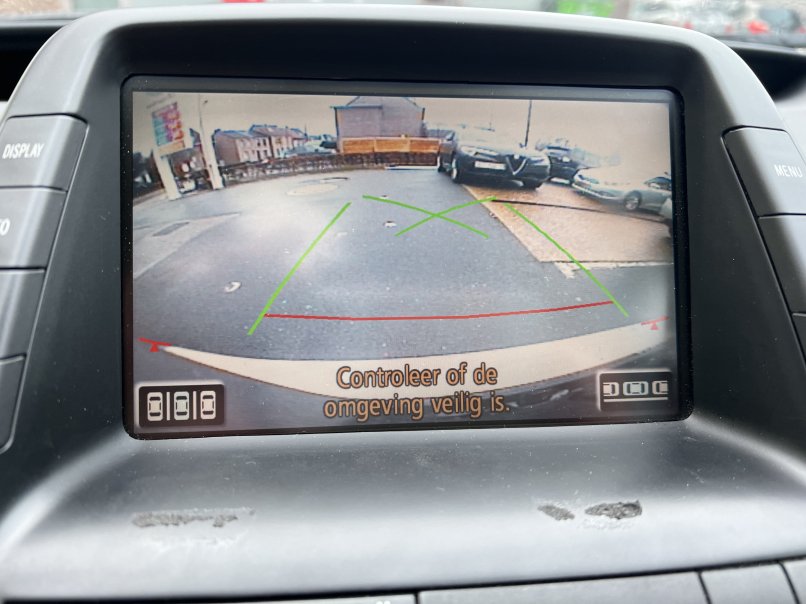 DISPLAY
MENU
Controleer of de
omgeving veilig is.